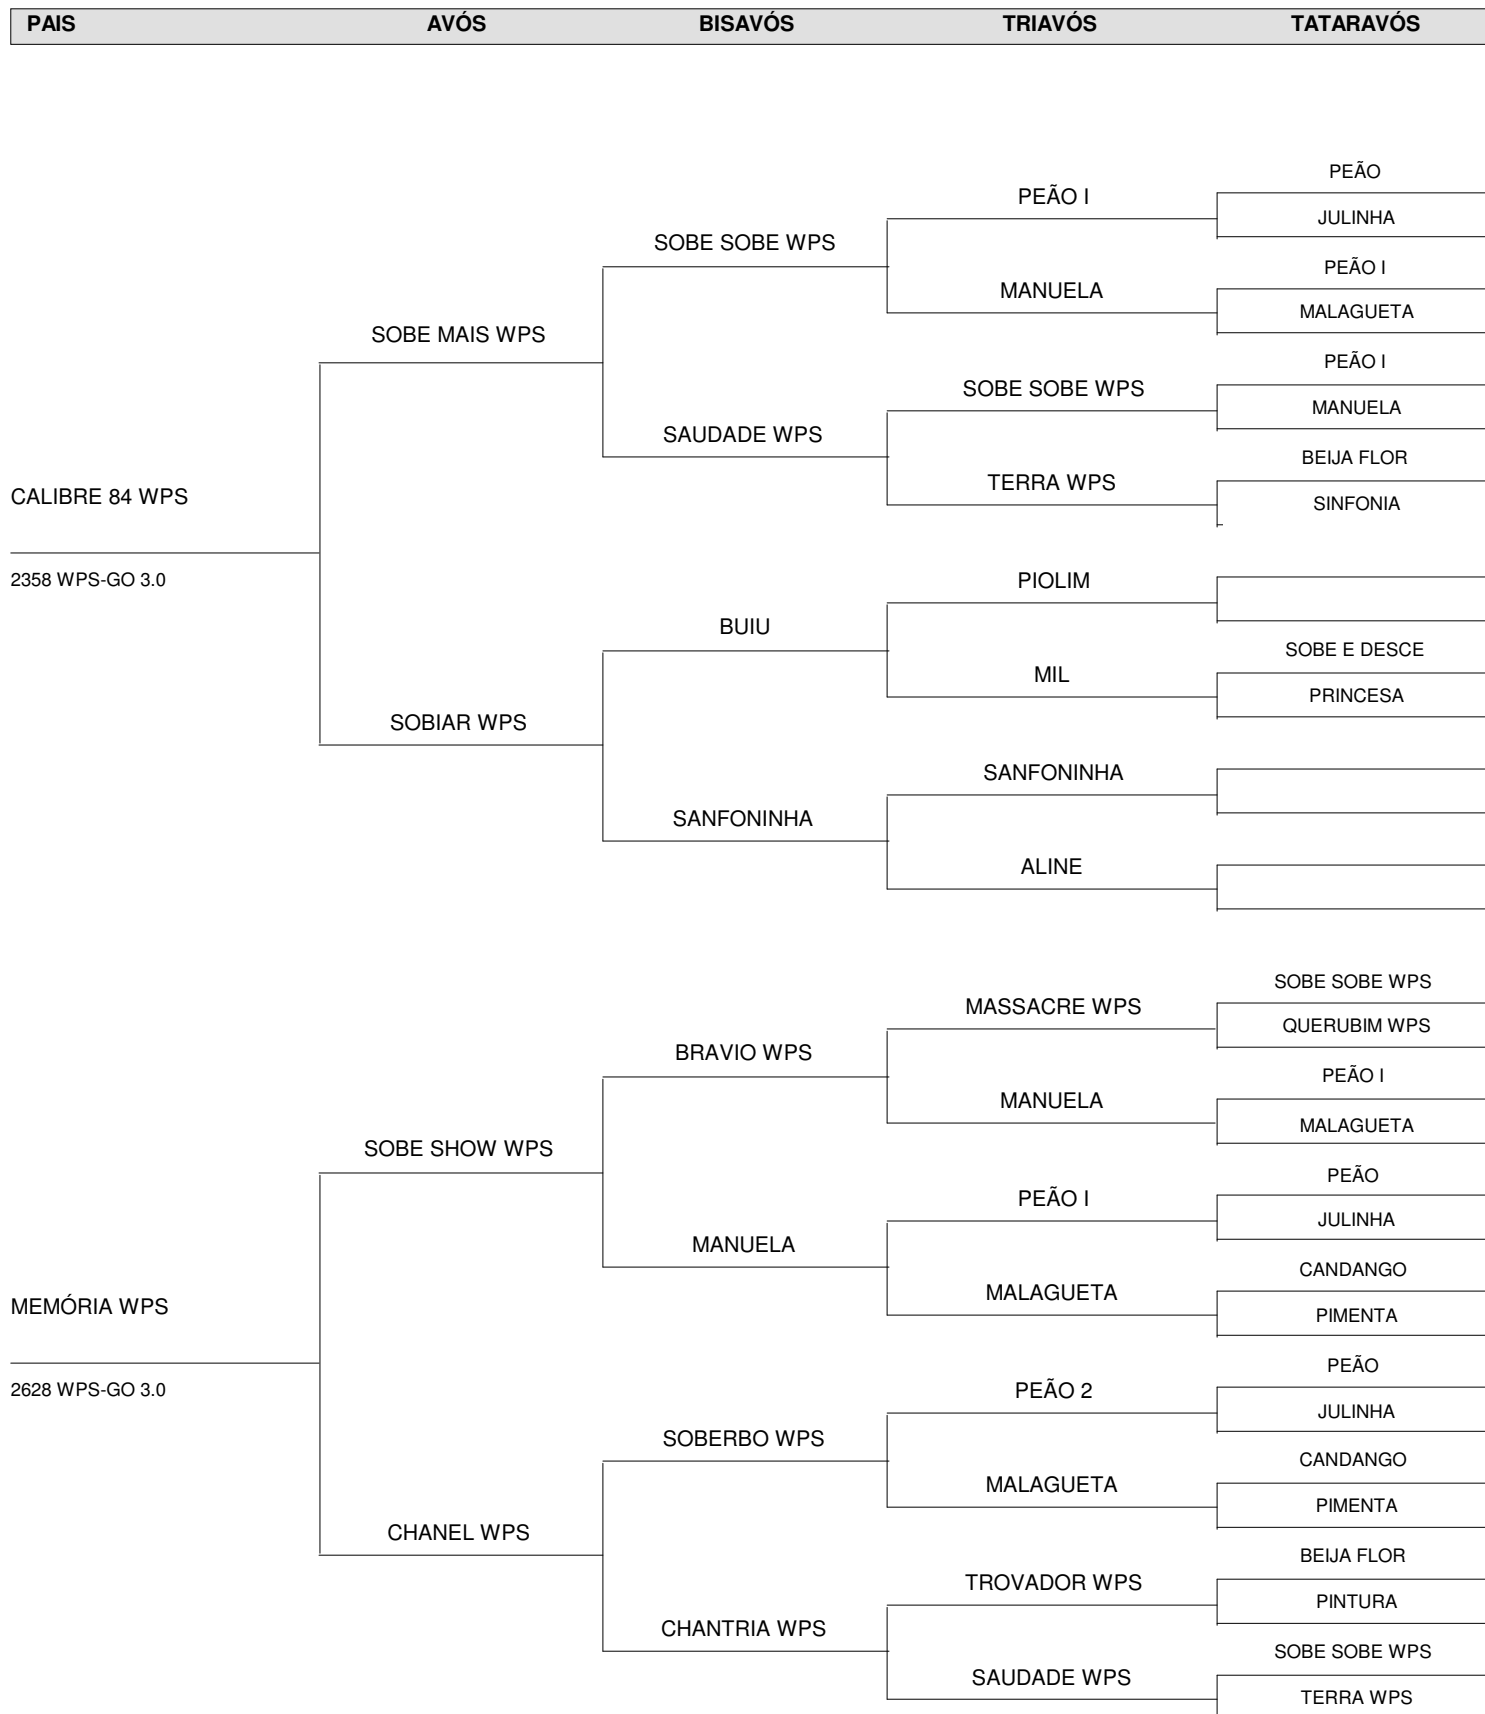 PAIS AVÓS BISAVÓS TRIAVÓS TATARAVÓS
PEÃO
PEÃO I
JULINHA
SOBE SOBE WPS
PEÃO I
MANUELA
MALAGUETA
SOBE MAIS WPS
PEÃO I
SOBE SOBE WPS
MANUELA
SAUDADE WPS
BEIJA FLOR
TERRA WPS
CALIBRE 84 WPS
SINFONIA
2358 WPS-GO 3.0
PIOLIM
BUIU
SOBE E DESCE
MIL
PRINCESA
SOBIAR WPS
SANFONINHA
SANFONINHA
ALINE
SOBE SOBE WPS
MASSACRE WPS
QUERUBIM WPS
BRAVIO WPS
PEÃO I
MANUELA
MALAGUETA
SOBE SHOW WPS
PEÃO
PEÃO I
JULINHA
MANUELA
CANDANGO
MALAGUETA
MEMÓRIA WPS
PIMENTA
PEÃO
2628 WPS-GO 3.0
PEÃO 2
JULINHA
SOBERBO WPS
CANDANGO
MALAGUETA
PIMENTA
CHANEL WPS
BEIJA FLOR
TROVADOR WPS
PINTURA
CHANTRIA WPS
SOBE SOBE WPS
SAUDADE WPS
TERRA WPS